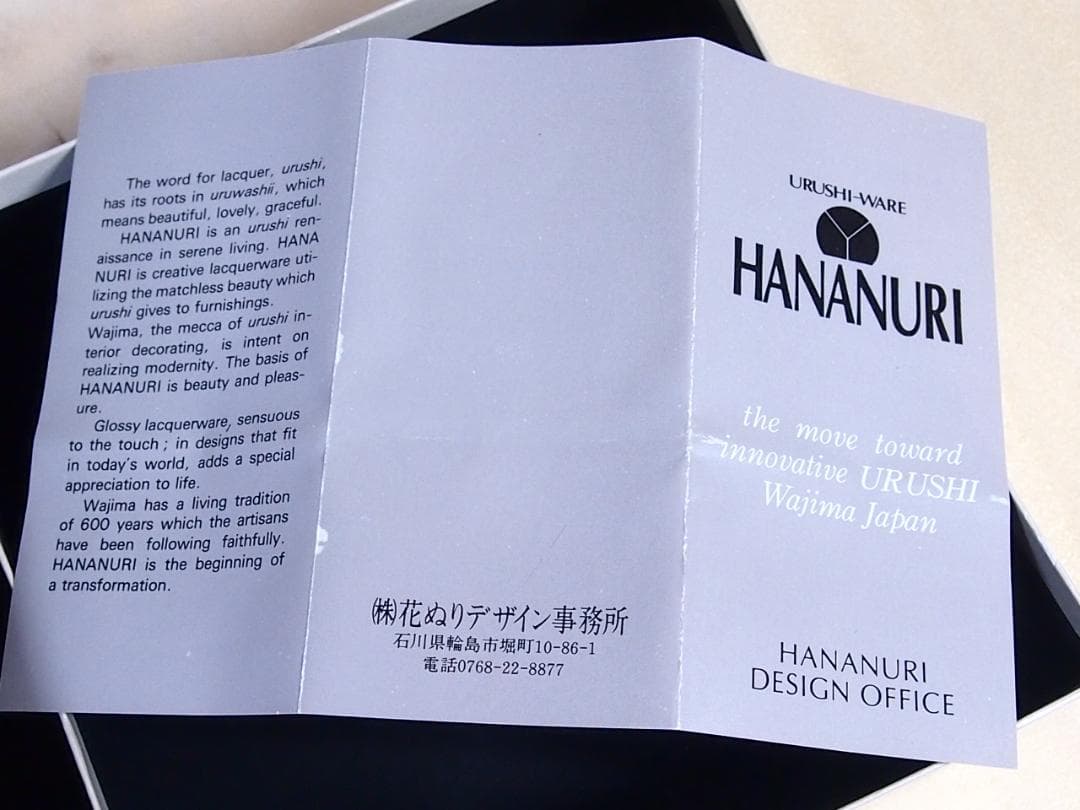 The word for lacquer, urushi,
has its roots in uruwashii, which
means beautiful, lovely, graceful.
HANANURI is an urushi ren-
aissance in serene living. HANA
NURI is creative lacquerware uti-
lizing the matchless beauty which
urushi gives to furnishings.
Wajima, the mecca of urushi in-
terior decorating, is intent on
realizing modernity. The basis of
HANANURI is beauty and pleas-
ure.
Glossy lacquerware, sensuous
to the touch ; in designs that fit
in today's world, adds a special
appreciation to life.
Wajima has a living tradition
of 600 years which the artisans
have been following faithfully.
HANANURI is the beginning of
a transformation.
㈱花ぬりデザイン事務所
石川県輪島市堀町10-86-1
電話0768-22-8877
URUSHI-WARE
HANANURI
the move toward
innovative URUSHI
Wajima Japan
HANANURI
DESIGN OFFICE